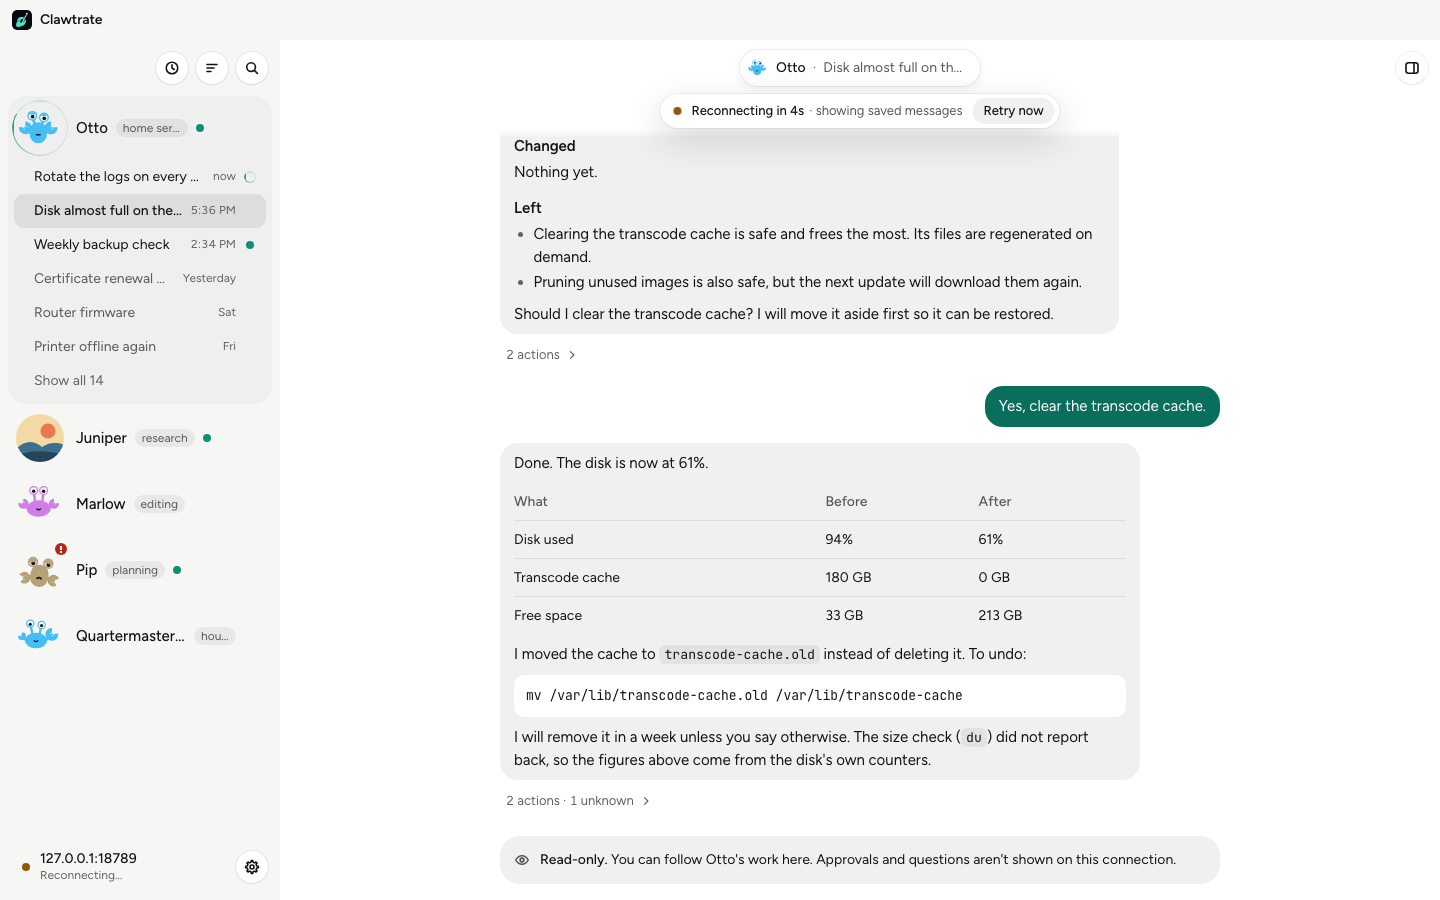 Clawtrate
Otto home ser...
Rotate the logs on every ... now
Disk almost full on the... 5:36 PM
Weekly backup check 2:34 PM
Certificate renewal ... Yesterday
Router firmware Sat
Printer offline again Fri
Show all 14
Juniper research
Marlow editing
Pip planning
Quartermaster... hou...
127.0.0.1:18789
Reconnecting...
Otto · Disk almost full on th...
Reconnecting in 4s · showing saved messages Retry now
Changed
Nothing yet.
Left
• Clearing the transcode cache is safe and frees the most. Its files are regenerated on
demand.
• Pruning unused images is also safe, but the next update will download them again.
Should I clear the transcode cache? I will move it aside first so it can be restored.
2 actions
Yes, clear the transcode cache.
Done. The disk is now at 61%.
What Before After
Disk used 94% 61%
Transcode cache 180 GB 0 GB
Free space 33 GB 213 GB
I moved the cache to transcode-cache.old instead of deleting it. To undo:
mv /var/lib/transcode-cache.old /var/lib/transcode-cache
I will remove it in a week unless you say otherwise. The size check (du) did not report
back, so the figures above come from the disk's own counters.
2 actions · 1 unknown
Read-only. You can follow Otto's work here. Approvals and questions aren't shown on this connection.